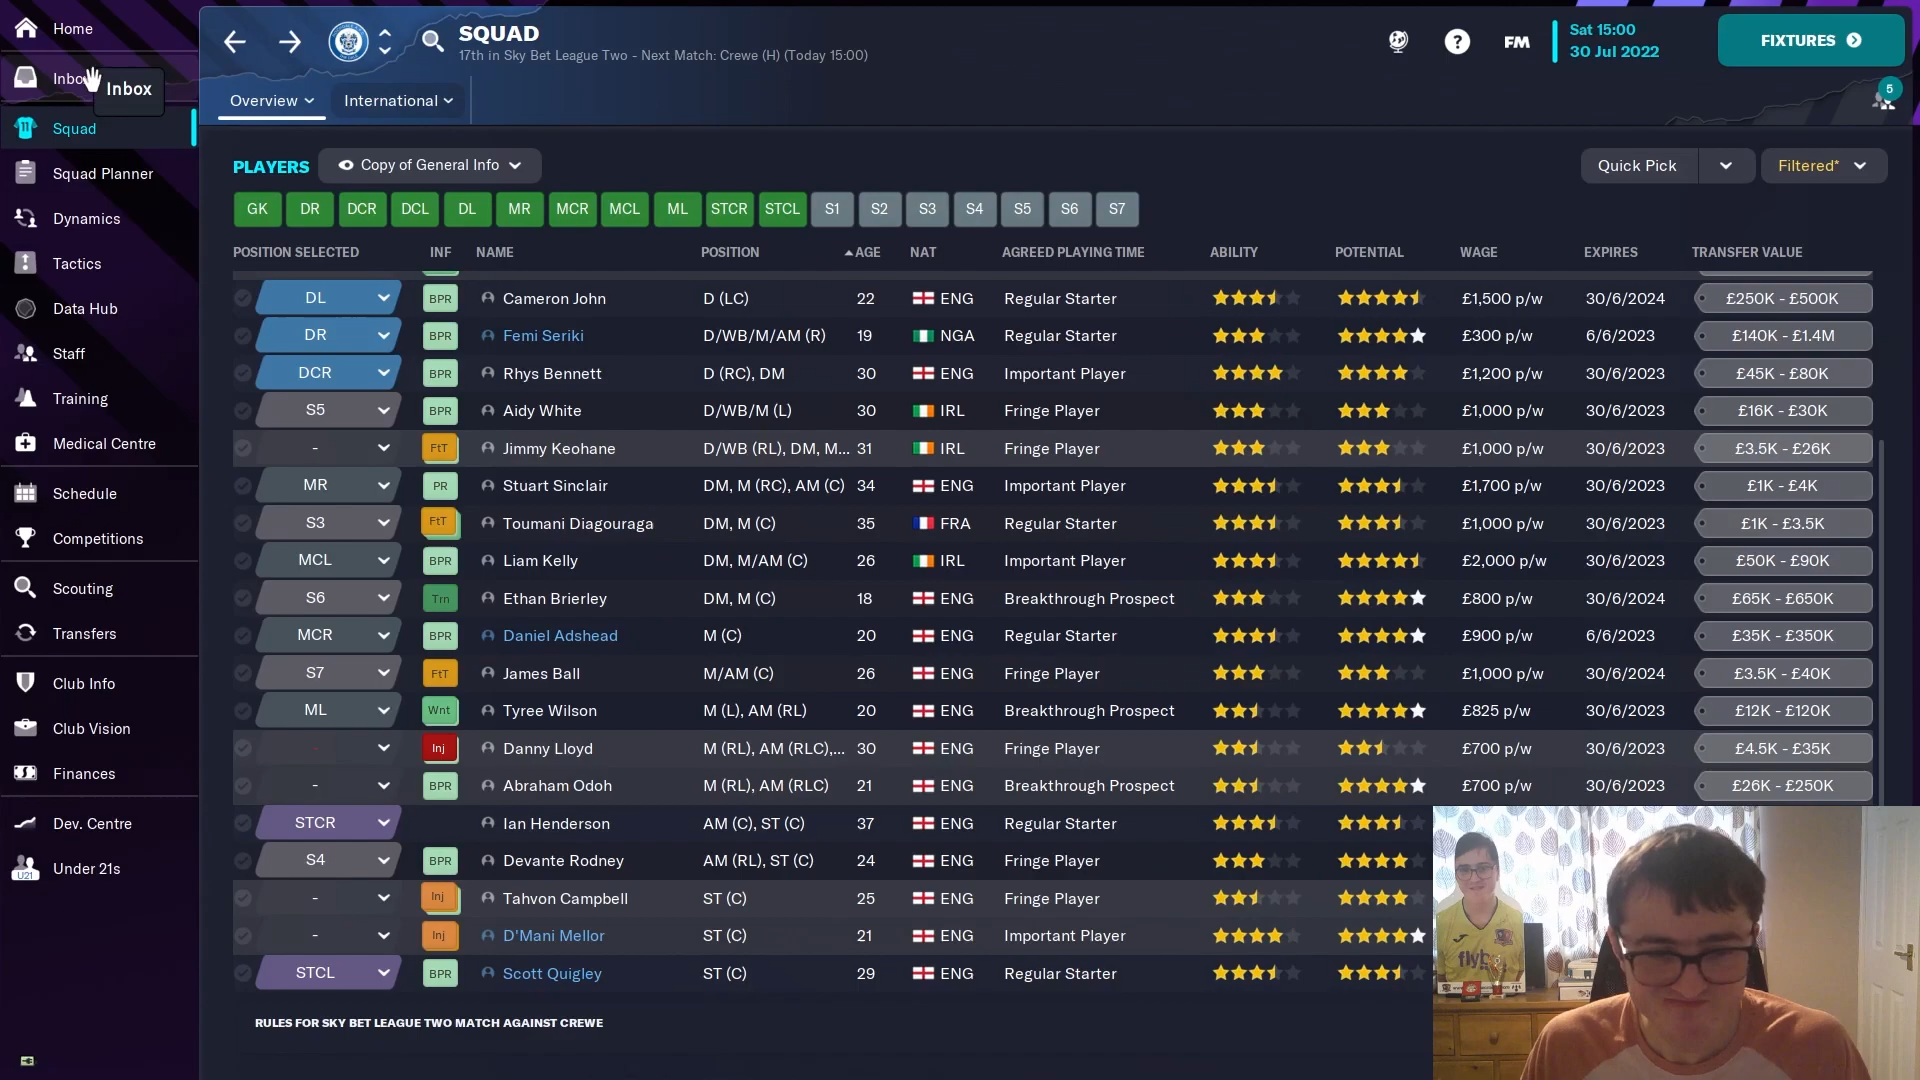 Home
Inbox
Inbox
Squad
Squad Planner
Dynamics
Tactics
Data Hub
Staff
Training
Medical Centre
Schedule
Competitions
Scouting
Transfers
Club Info
Club Vision
Finances
Dev. Centre
U21 Under 21s
SQUAD
17th in Sky Bet League Two - Next Match: Crewe (H) (Today 15:00)
? FM
Sat 15:00
30 Jul 2022
FIXTURES
5
Overview International
PLAYERS Copy of General Info Quick Pick Filtered*
GK DR DCR DCL DL MR MCR MCL ML STCR STCL S1 S2 S3 S4 S5 S6 S7
POSITION SELECTED INF NAME POSITION AGE NAT AGREED PLAYING TIME ABILITY POTENTIAL WAGE EXPIRES TRANSFER VALUE
DL BPR Cameron John D (LC) 22 ENG Regular Starter £1,500 p/w 30/6/2024 £250K - £500K
DR BPR Femi Seriki D/WB/M/AM (R) 19 NGA Regular Starter £300 p/w 6/6/2023 £140K - £1.4M
DCR BPR Rhys Bennett D (RC), DM 30 ENG Important Player £1,200 p/w 30/6/2023 £45K - £80K
S5 BPR Aidy White D/WB/M (L) 30 IRL Fringe Player £1,000 p/w 30/6/2023 £16K - £30K
- FtT Jimmy Keohane D/WB (RL), DM, M... 31 IRL Fringe Player £1,000 p/w 30/6/2023 £3.5K - £26K
MR PR Stuart Sinclair DM, M (RC), AM (C) 34 ENG Important Player £1,700 p/w 30/6/2023 £1K - £4K
S3 FtT Toumani Diagouraga DM, M (C) 35 FRA Regular Starter £1,000 p/w 30/6/2023 £1K - £3.5K
MCL BPR Liam Kelly DM, M/AM (C) 26 IRL Important Player £2,000 p/w 30/6/2023 £50K - £90K
S6 Trn Ethan Brierley DM, M (C) 18 ENG Breakthrough Prospect £800 p/w 30/6/2024 £65K - £650K
MCR BPR Daniel Adshead M (C) 20 ENG Regular Starter £900 p/w 6/6/2023 £35K - £350K
S7 FtT James Ball M/AM (C) 26 ENG Fringe Player £1,000 p/w 30/6/2024 £3.5K - £40K
ML Wnt Tyree Wilson M (L), AM (RL) 20 ENG Breakthrough Prospect £825 p/w 30/6/2023 £12K - £120K
- Inj Danny Lloyd M (RL), AM (RLC),... 30 ENG Fringe Player £700 p/w 30/6/2023 £4.5K - £35K
- BPR Abraham Odoh M (RL), AM (RLC) 21 ENG Breakthrough Prospect £700 p/w 30/6/2023 £26K - £250K
STCR Ian Henderson AM (C), ST (C) 37 ENG Regular Starter
S4 BPR Devante Rodney AM (RL), ST (C) 24 ENG Fringe Player
- Inj Tahvon Campbell ST (C) 25 ENG Fringe Player
- Inj D'Mani Mellor ST (C) 21 ENG Important Player
STCL BPR Scott Quigley ST (C) 29 ENG Regular Starter
RULES FOR SKY BET LEAGUE TWO MATCH AGAINST CREWE